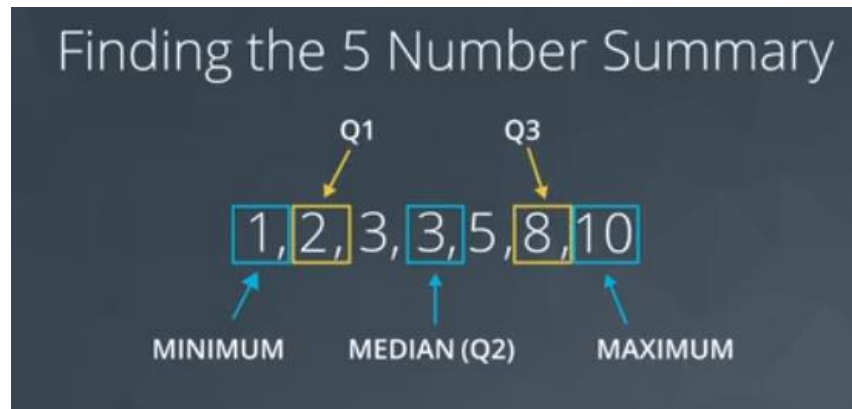 Finding the 5 Number Summary
Q1 Q3
1, 2, 3, 3, 5, 8, 10
MINIMUM MEDIAN (Q2) MAXIMUM